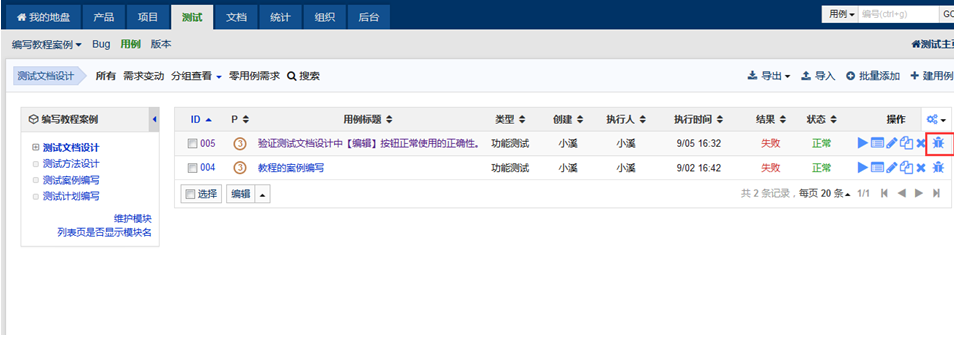 我的地盘 产品 项目 测试 文档 统计 组织 后台 用例 编号(ctrl+g) GO
编写教程案例 Bug 用例 版本 测试主页
测试文档设计 所有 需求变动 分组查看 零用例需求 搜索 导出 导入 批量添加 建用例
编写教程案例
测试文档设计
测试方法设计
测试案例编写
测试计划编写
维护模块
列表页是否显示模块名
ID P 用例标题 类型 创建 执行人 执行时间 结果 状态 操作
005 3 验证测试文档设计中【编辑】按钮正常使用的正确性。 功能测试 小溪 小溪 9/05 16:32 失败 正常
004 3 教程的案例编写 功能测试 小溪 小溪 9/02 16:42 失败 正常
选择 编辑 共 2 条记录，每页 20 条 1/1